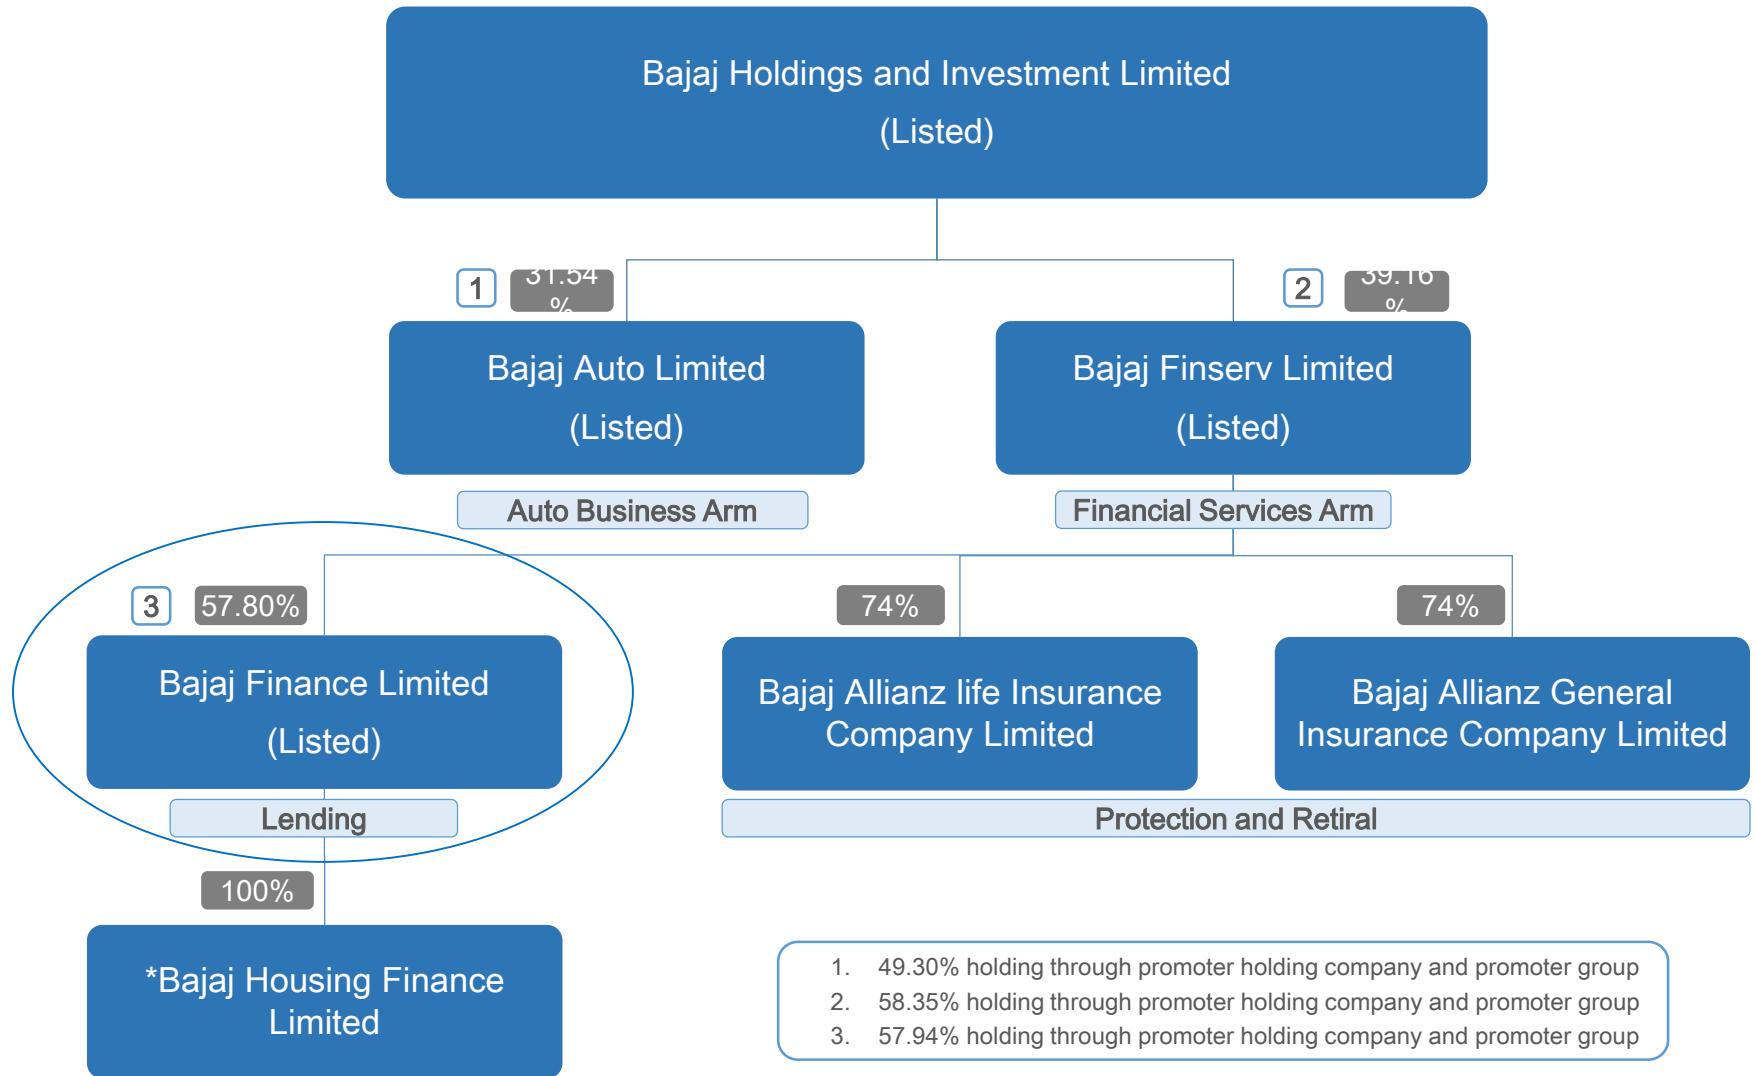 Bajaj Holdings and Investment Limited
(Listed)
1
31.54
%
2
39.16
%
Bajaj Auto Limited
(Listed)
Bajaj Finserv Limited
(Listed)
Auto Business Arm
Financial Services Arm
3
57.80%
74%
74%
Bajaj Finance Limited
(Listed)
Bajaj Allianz life Insurance
Company Limited
Bajaj Allianz General
Insurance Company Limited
Lending
Protection and Retiral
100%
*Bajaj Housing Finance
Limited
1. 49.30% holding through promoter holding company and promoter group
2. 58.35% holding through promoter holding company and promoter group
3. 57.94% holding through promoter holding company and promoter group